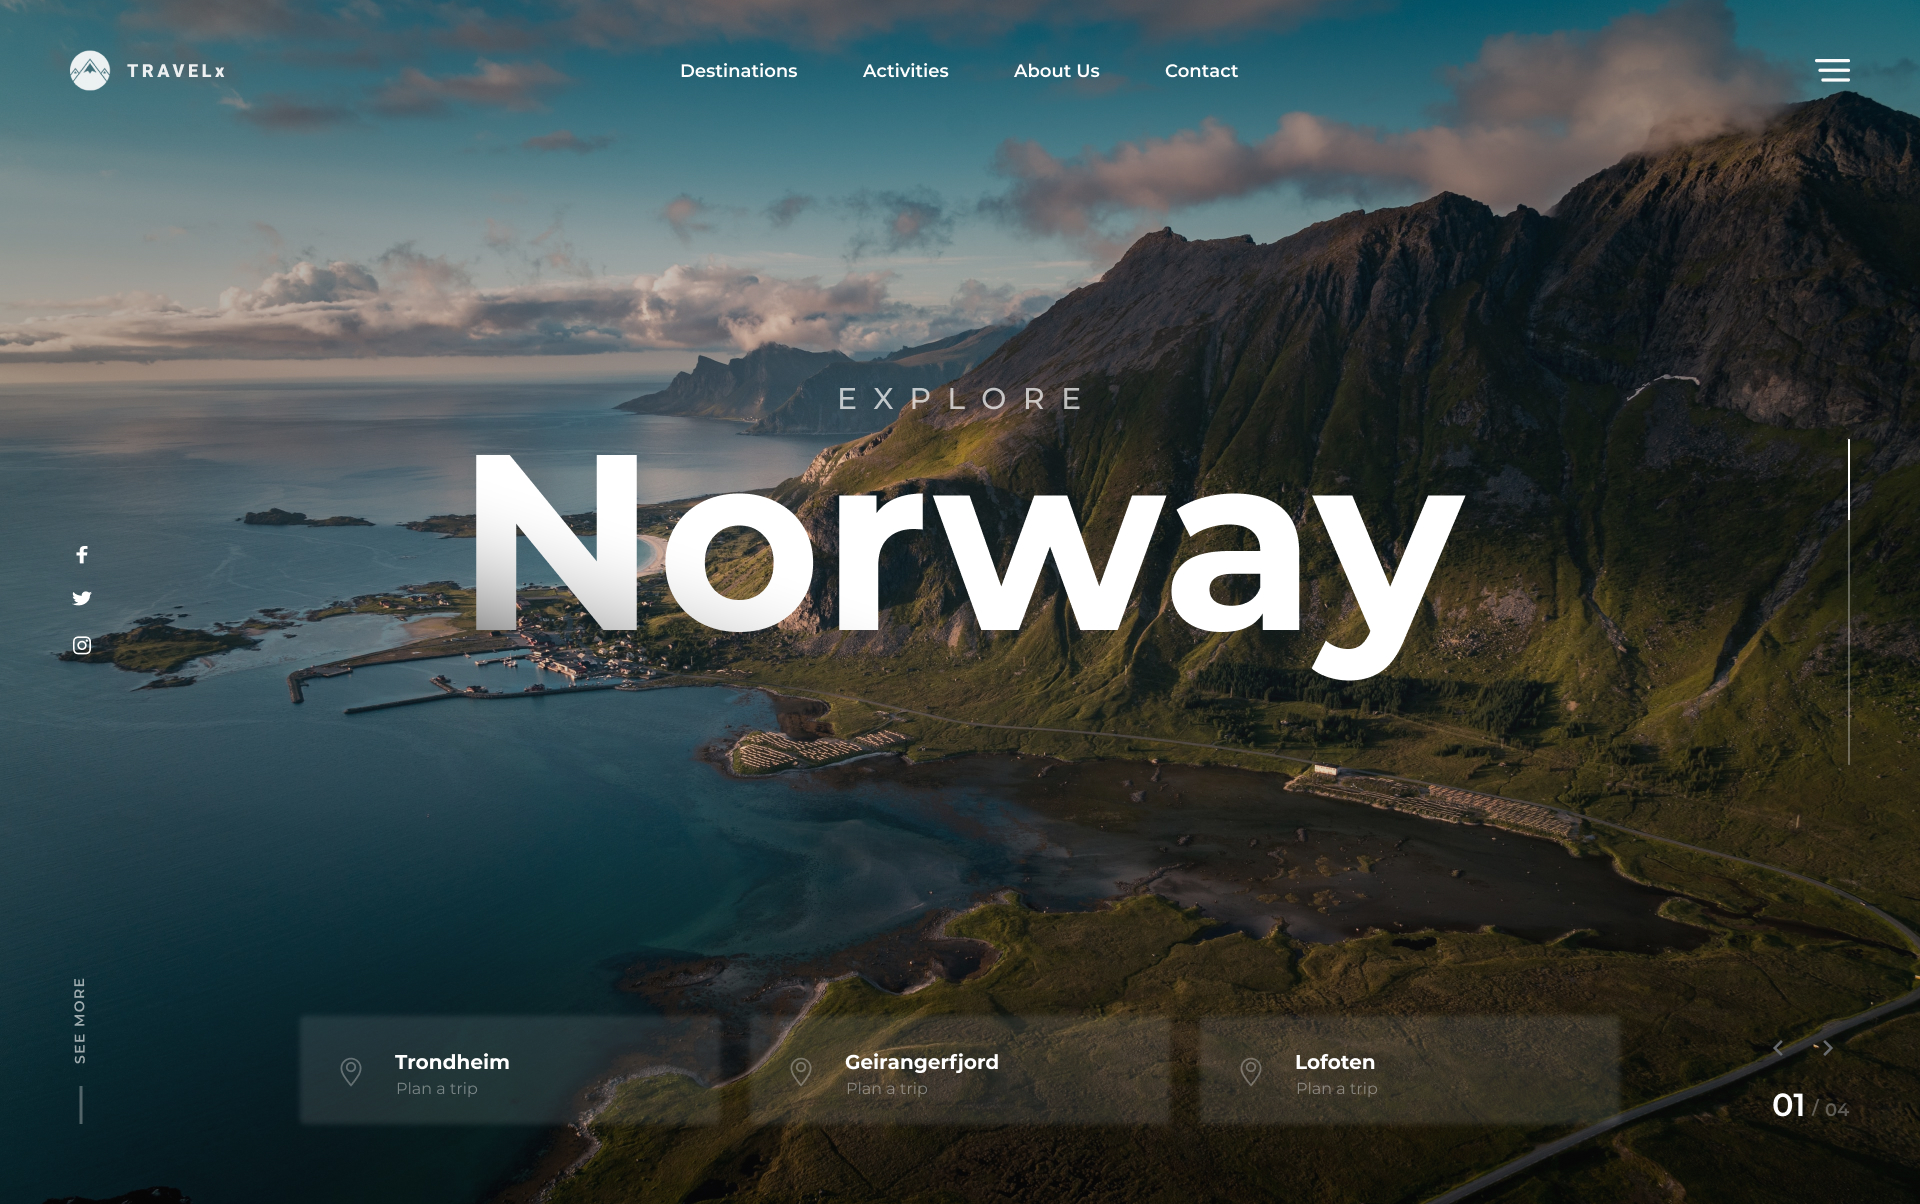 TRAVELx
Destinations
Activities
About Us
Contact
EXPLORE
Norway
SEE MORE
Trondheim
Plan a trip
Geirangerfjord
Plan a trip
Lofoten
Plan a trip
01 / 04